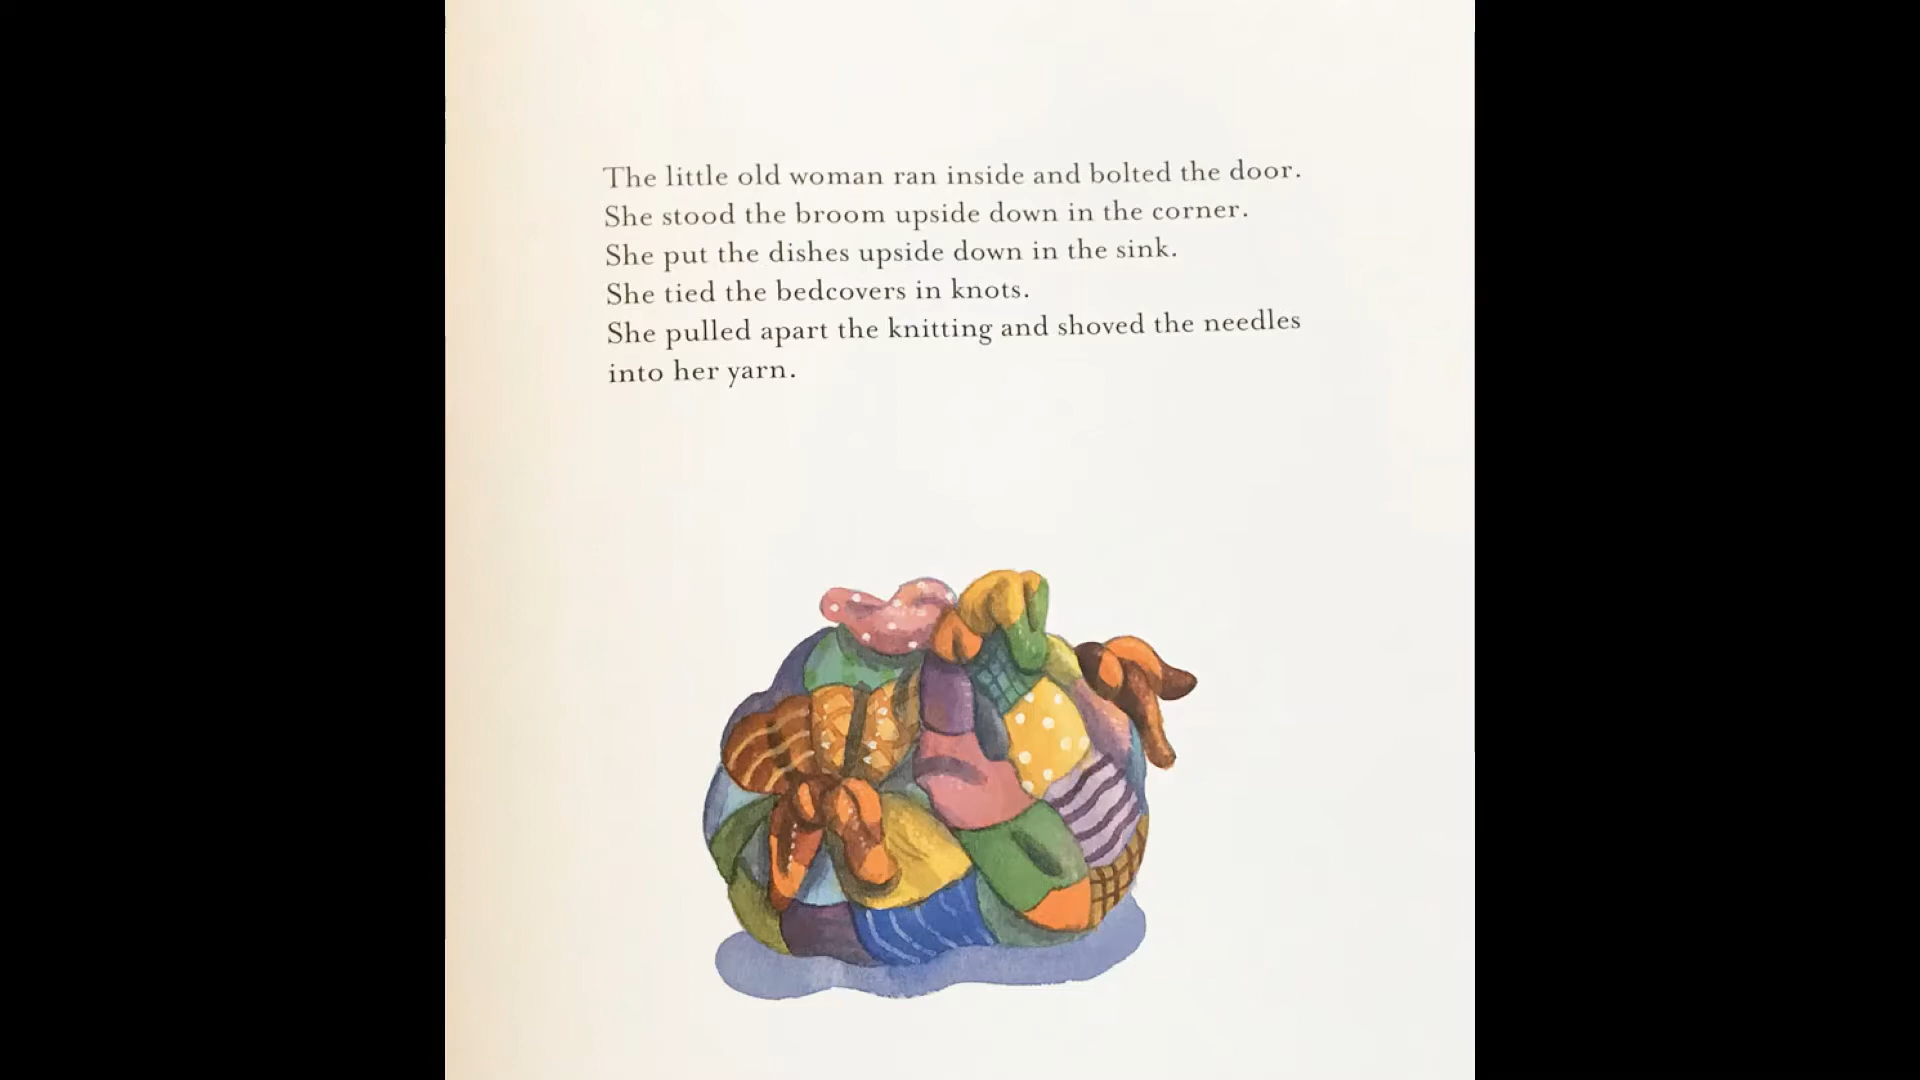 The little old woman ran inside and bolted the door.
She stood the broom upside down in the corner.
She put the dishes upside down in the sink.
She tied the bedcovers in knots.
She pulled apart the knitting and shoved the needles
into her yarn.